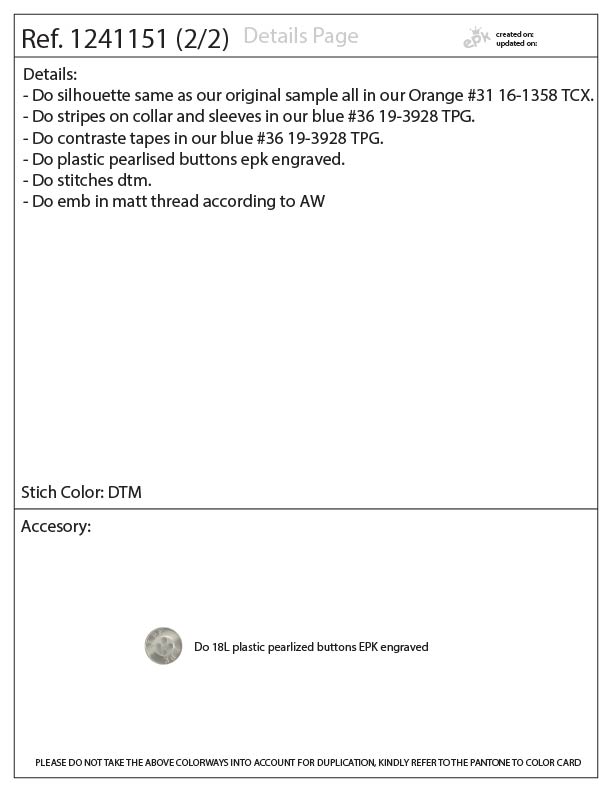 Ref. 1241151 (2/2) Details Page
epk
created on:
updated on:
Details:
- Do silhouette same as our original sample all in our Orange #31 16-1358 TCX.
- Do stripes on collar and sleeves in our blue #36 19-3928 TPG.
- Do contraste tapes in our blue #36 19-3928 TPG.
- Do plastic pearlised buttons epk engraved.
- Do stitches dtm.
- Do emb in matt thread according to AW
Stich Color: DTM
Accesory:
Do 18L plastic pearlized buttons EPK engraved
PLEASE DO NOT TAKE THE ABOVE COLORWAYS INTO ACCOUNT FOR DUPLICATION, KINDLY REFER TO THE PANTONE TO COLOR CARD